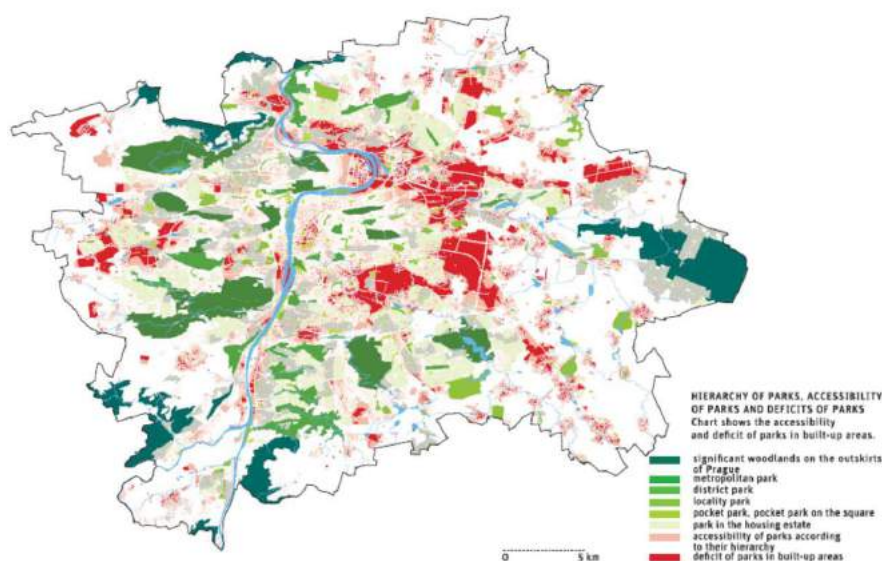 HIERARCHY OF PARKS, ACCESSIBILITY
OF PARKS AND DEFICITS OF PARKS
Chart shows the accessibility
and deficit of parks in built-up areas.
significant woodlands on the outskirts
of Prague
metropolitan park
district park
locality park
pocket park, pocket park on the square
park in the housing estate
accessibility of parks according
to their hierarchy
deficit of parks in built-up areas
0 5 km